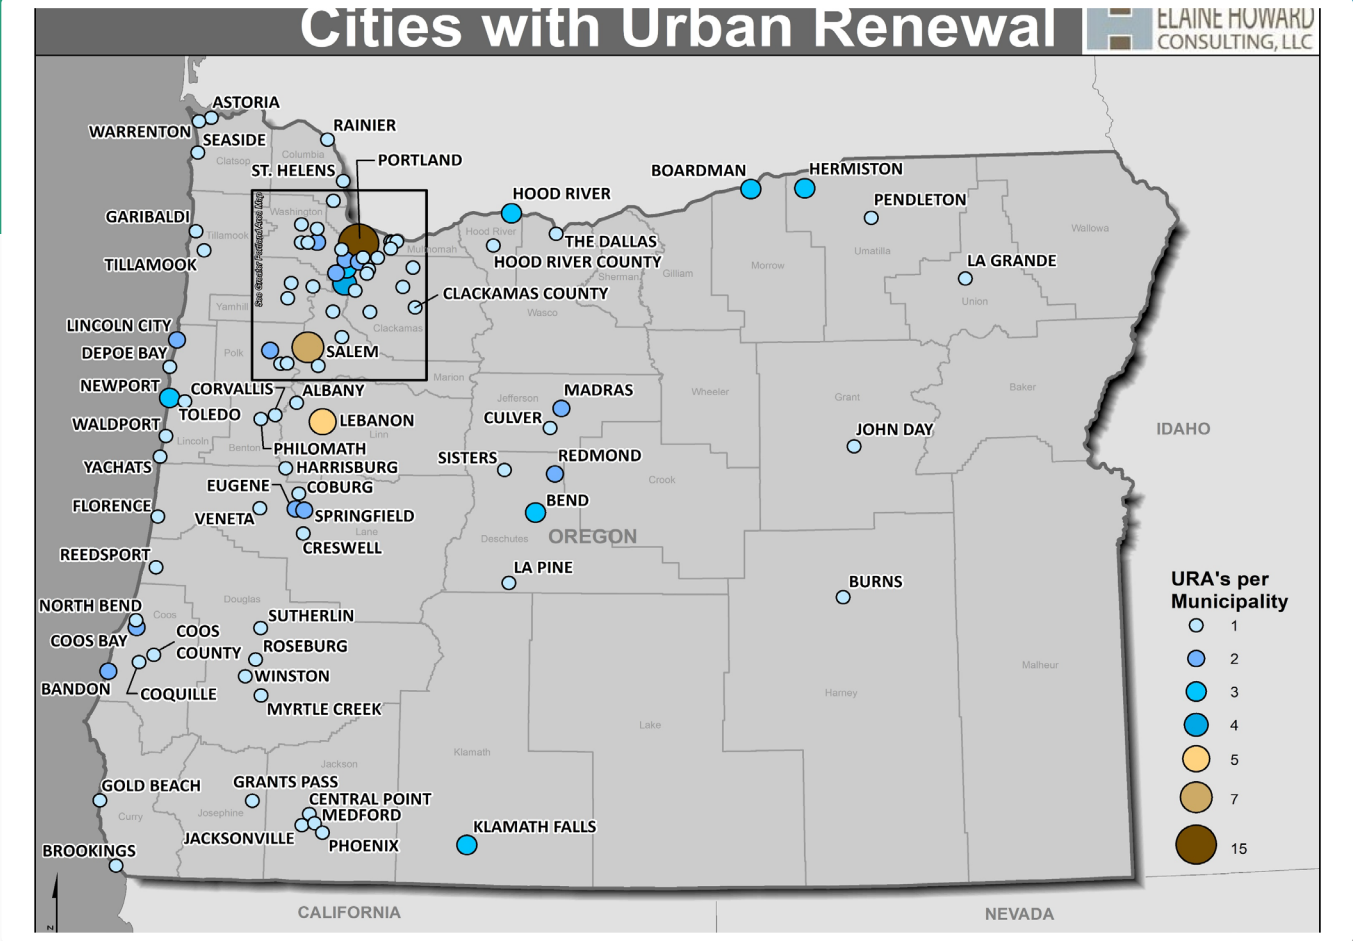 Cities with Urban Renewal
ELAINE HOWARD
CONSULTING, LLC
ASTORIA
WARRENTON
SEASIDE
Clatsop
RAINIER
Columbia
ST. HELENS
PORTLAND
See Greater Portland Area Map
Washington
GARIBALDI
Tillamook
TILLAMOOK
Multnomah
BOARDMAN
HERMISTON
HOOD RIVER
PENDLETON
Hood River
THE DALLAS
HOOD RIVER COUNTY
Sherman
Gilliam
Morrow
Umatilla
Wallowa
LA GRANDE
Union
CLACKAMAS COUNTY
Yamhill
Clackamas
Wasco
LINCOLN CITY
DEPOE BAY
Polk
SALEM
Marion
NEWPORT
CORVALLIS
ALBANY
TOLEDO
WALDPORT
LEBANON
Linn
Lincoln
Benton
PHILOMATH
YACHATS
HARRISBURG
Jefferson
MADRAS
CULVER
Wheeler
Grant
Baker
JOHN DAY
IDAHO
SISTERS
REDMOND
Crook
EUGENE
COBURG
FLORENCE
VENETA
SPRINGFIELD
Lane
CRESWELL
BEND
OREGON
Deschutes
REEDSPORT
LA PINE
BURNS
URA's per
Municipality
1
2
3
4
5
7
15
NORTH BEND
Coos
Douglas
COOS BAY
COOS
COUNTY
SUTHERLIN
ROSEBURG
WINSTON
BANDON
COQUILLE
MYRTLE CREEK
Malheur
Harney
Lake
Klamath
Jackson
GOLD BEACH
GRANTS PASS
CENTRAL POINT
MEDFORD
Curry
Josephine
JACKSONVILLE
PHOENIX
KLAMATH FALLS
BROOKINGS
CALIFORNIA
NEVADA
N